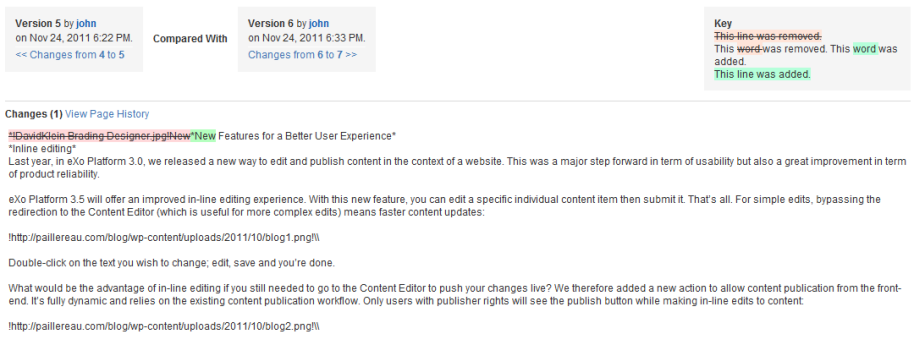 Version 5 by john
on Nov 24, 2011 6:22 PM.
<< Changes from 4 to 5
Compared With
Version 6 by john
on Nov 24, 2011 6:33 PM.
Changes from 6 to 7 >>
Key
This line was removed.
This word was removed. This word was
added.
This line was added.
Changes (1) View Page History
*!DavidKlein Brading Designer.jpg!New*New Features for a Better User Experience*
*Inline editing*
Last year, in eXo Platform 3.0, we released a new way to edit and publish content in the context of a website. This was a major step forward in term of usability but also a great improvement in term
of product reliability.
eXo Platform 3.5 will offer an improved in-line editing experience. With this new feature, you can edit a specific individual content item then submit it. That's all. For simple edits, bypassing the
redirection to the Content Editor (which is useful for more complex edits) means faster content updates:
!http://paillereau.com/blog/wp-content/uploads/2011/10/blog1.png!\\
Double-click on the text you wish to change; edit, save and you're done.
What would be the advantage of in-line editing if you still needed to go to the Content Editor to push your changes live? We therefore added a new action to allow content publication from the front-
end. It's fully dynamic and relies on the existing content publication workflow. Only users with publisher rights will see the publish button while making in-line edits to content:
!http://paillereau.com/blog/wp-content/uploads/2011/10/blog2.png!\\